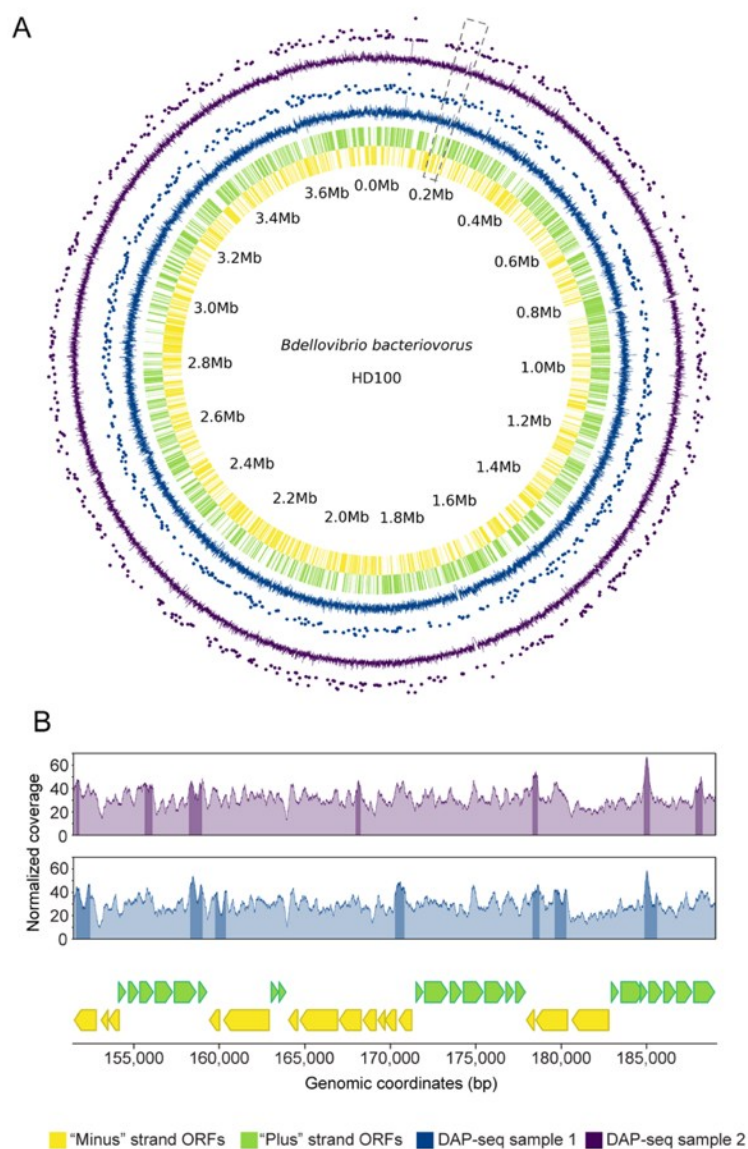 A
0.0Mb
0.2Mb
0.4Mb
0.6Mb
0.8Mb
1.0Mb
1.2Mb
1.4Mb
1.6Mb
1.8Mb
2.0Mb
2.2Mb
2.4Mb
2.6Mb
2.8Mb
3.0Mb
3.2Mb
3.4Mb
3.6Mb
Bdellovibrio bacteriovorus
HD100
B
Normalized coverage
60
40
20
0
60
40
20
0
155,000 160,000 165,000 170,000 175,000 180,000 185,000
Genomic coordinates (bp)
"Minus" strand ORFs "Plus" strand ORFs DAP-seq sample 1 DAP-seq sample 2